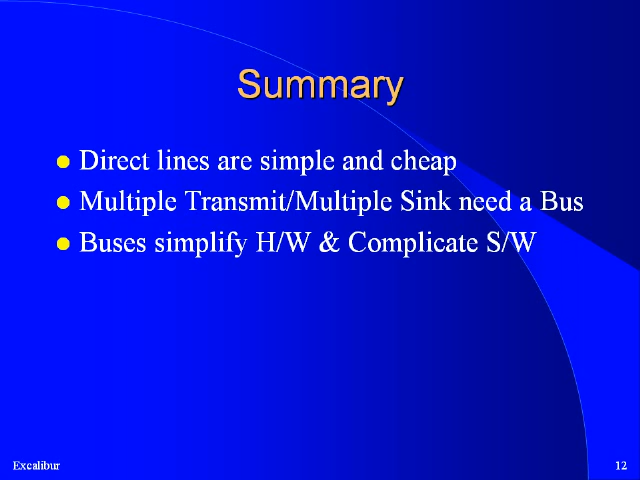 Summary
Direct lines are simple and cheap
Multiple Transmit/Multiple Sink need a Bus
Buses simplify H/W & Complicate S/W
Excalibur
12